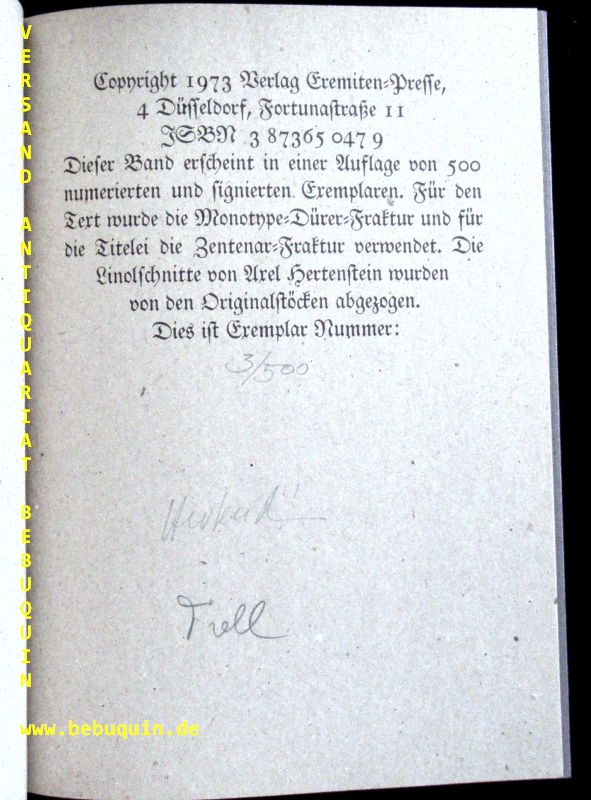 Copyright 1973 Verlag Eremiten-Presse,
4 Düsseldorf, Fortunastraße 11
ISBN 3 87365 047 9
Dieser Band erscheint in einer Auflage von 500
numerierten und signierten Exemplaren. Für den
Text wurde die Monotype-Dürer-Fraktur und für
die Titelei die Zentenar-Fraktur verwendet. Die
Linolschnitte von Axel Hertenstein wurden
von den Originalstöcken abgezogen.
Dies ist Exemplar Nummer:
3/500
VERSAND ANTIQUARIAT BEBUQUIN
www.bebuquin.de